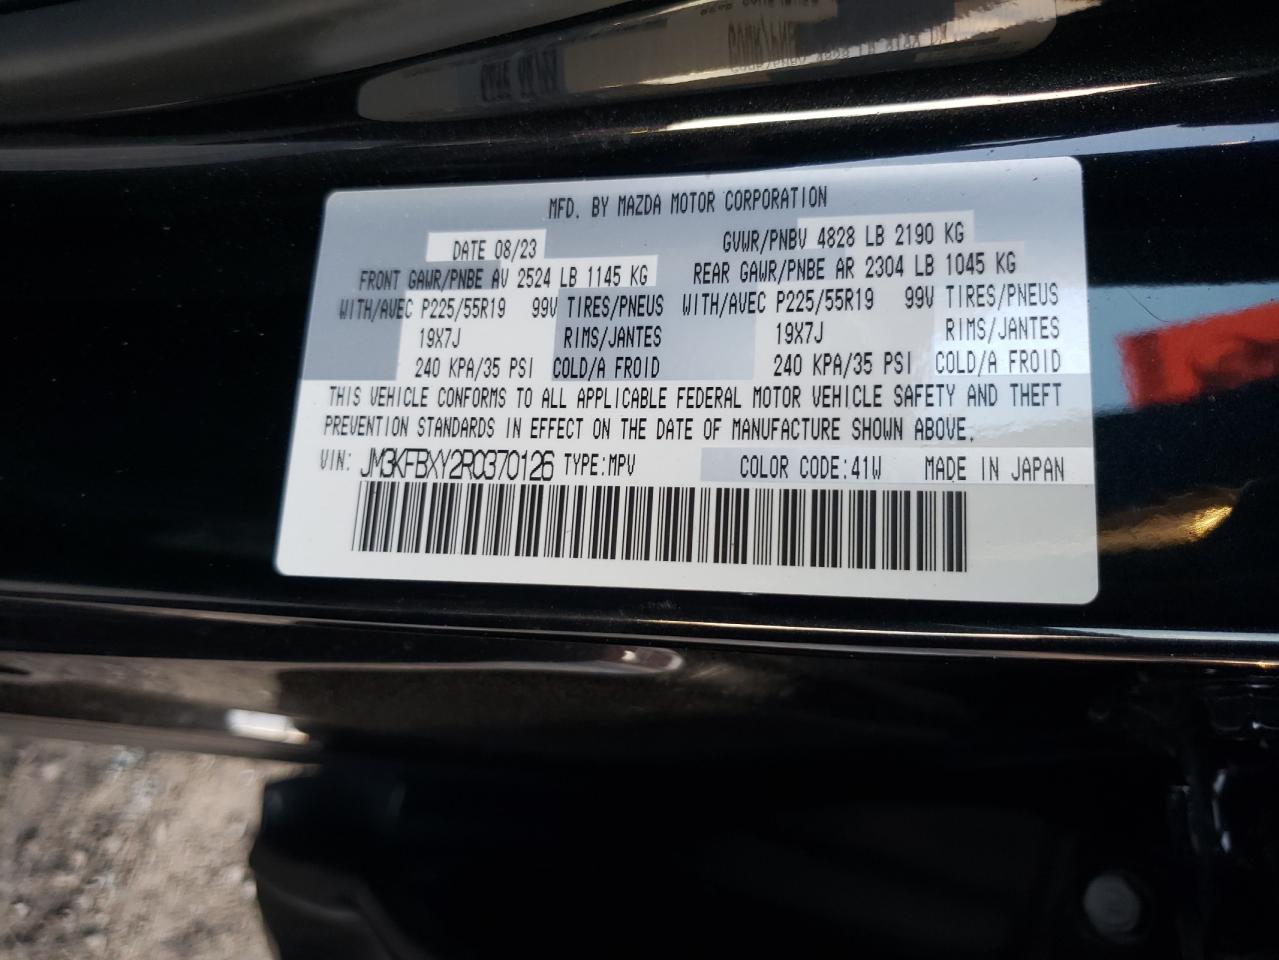 MFD. BY MAZDA MOTOR CORPORATION
DATE 08/23 GVWR/PNBV 4828 LB 2190 KG
FRONT GAWR/PNBE AV 2524 LB 1145 KG REAR GAWR/PNBE AR 2304 LB 1045 KG
WITH/AVEC P225/55R19 99V TIRES/PNEUS WITH/AVEC P225/55R19 99V TIRES/PNEUS
19X7J RIMS/JANTES 19X7J RIMS/JANTES
240 KPA/35 PSI COLD/A FROID 240 KPA/35 PSI COLD/A FROID
THIS VEHICLE CONFORMS TO ALL APPLICABLE FEDERAL MOTOR VEHICLE SAFETY AND THEFT
PREVENTION STANDARDS IN EFFECT ON THE DATE OF MANUFACTURE SHOWN ABOVE.
VIN: JM3KFBXY2R0370126 TYPE:MPV COLOR CODE:41W MADE IN JAPAN